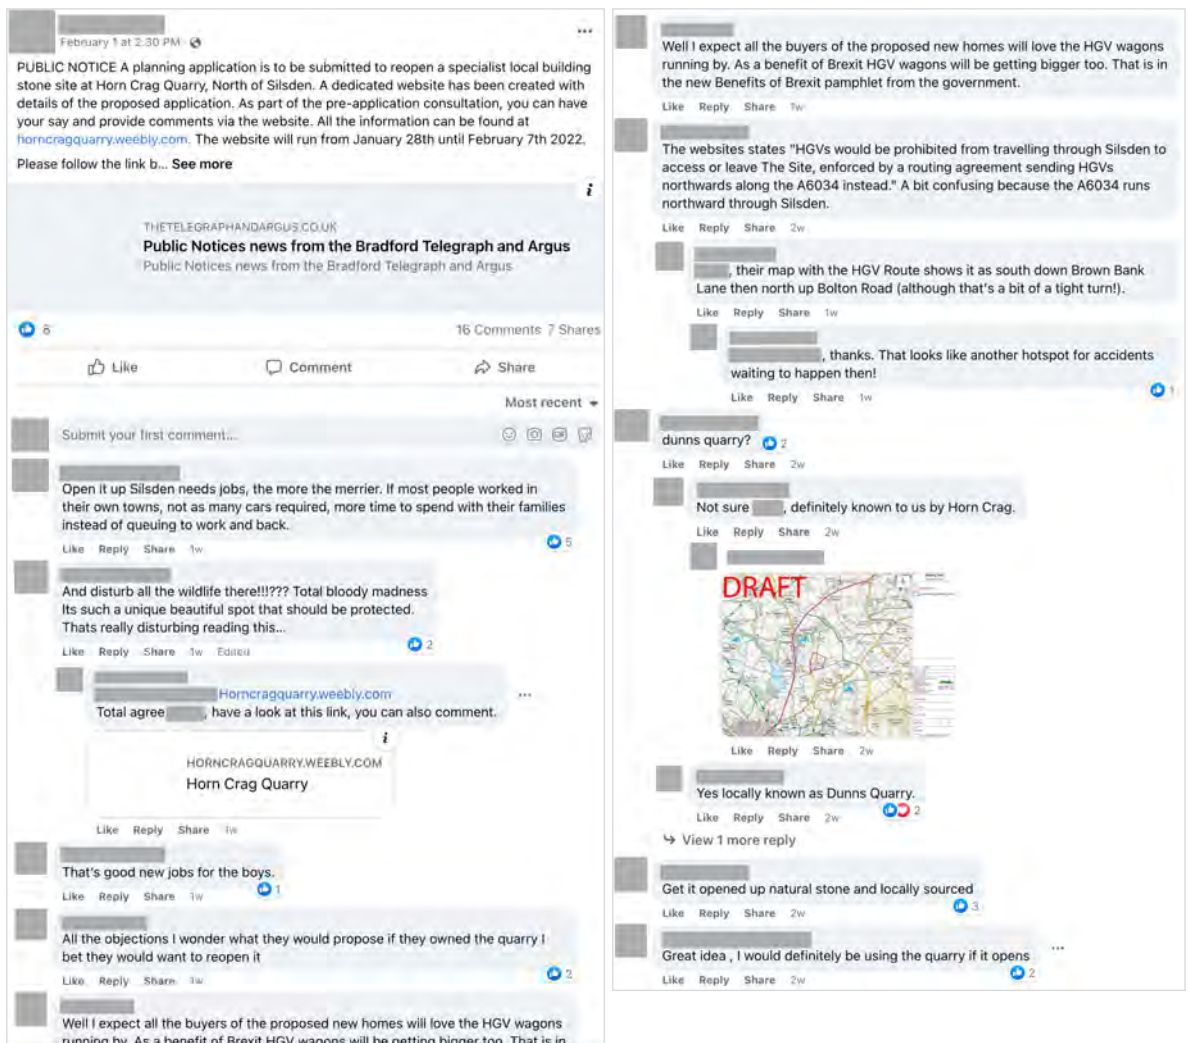 February 1 at 2:30 PM ·
PUBLIC NOTICE A planning application is to be submitted to reopen a specialist local building
stone site at Horn Crag Quarry, North of Silsden. A dedicated website has been created with
details of the proposed application. As part of the pre-application consultation, you can have
your say and provide comments via the website. All the information can be found at
horncragquarry.weebly.com. The website will run from January 28th until February 7th 2022.
Please follow the link b... See more
THETELEGRAPHANDARGUS.CO.UK
Public Notices news from the Bradford Telegraph and Argus
Public Notices news from the Bradford Telegraph and Argus
6
16 Comments 7 Shares
Like Comment Share
Most recent
Submit your first comment...
Open it up Silsden needs jobs, the more the merrier. If most people worked in
their own towns, not as many cars required, more time to spend with their families
instead of queuing to work and back.
Like Reply Share 1w
5
And disturb all the wildlife there!!!??? Total bloody madness
Its such a unique beautiful spot that should be protected.
Thats really disturbing reading this...
Like Reply Share 1w Edited
2
Horncragquarry.weebly.com
Total agree , have a look at this link, you can also comment.
HORNCRAGQUARRY.WEEBLY.COM
Horn Crag Quarry
Like Reply Share 1w
That's good new jobs for the boys.
Like Reply Share 1w
1
All the objections I wonder what they would propose if they owned the quarry I
bet they would want to reopen it
Like Reply Share 1w
2
Well I expect all the buyers of the proposed new homes will love the HGV wagons
running by. As a benefit of Brexit HGV wagons will be getting bigger too. That is in
Well I expect all the buyers of the proposed new homes will love the HGV wagons
running by. As a benefit of Brexit HGV wagons will be getting bigger too. That is in
the new Benefits of Brexit pamphlet from the government.
Like Reply Share 1w
The websites states "HGVs would be prohibited from travelling through Silsden to
access or leave The Site, enforced by a routing agreement sending HGVs
northwards along the A6034 instead." A bit confusing because the A6034 runs
northward through Silsden.
Like Reply Share 2w
, their map with the HGV Route shows it as south down Brown Bank
Lane then north up Bolton Road (although that's a bit of a tight turn!).
Like Reply Share 1w
, thanks. That looks like another hotspot for accidents
waiting to happen then!
1
Like Reply Share 1w
dunns quarry?
2
Like Reply Share 2w
Not sure , definitely known to us by Horn Crag.
Like Reply Share 2w
DRAFT
Like Reply Share 2w
Yes locally known as Dunns Quarry.
2
Like Reply Share 2w
View 1 more reply
Get it opened up natural stone and locally sourced
3
Like Reply Share 2w
Great idea , I would definitely be using the quarry if it opens
2
Like Reply Share 2w